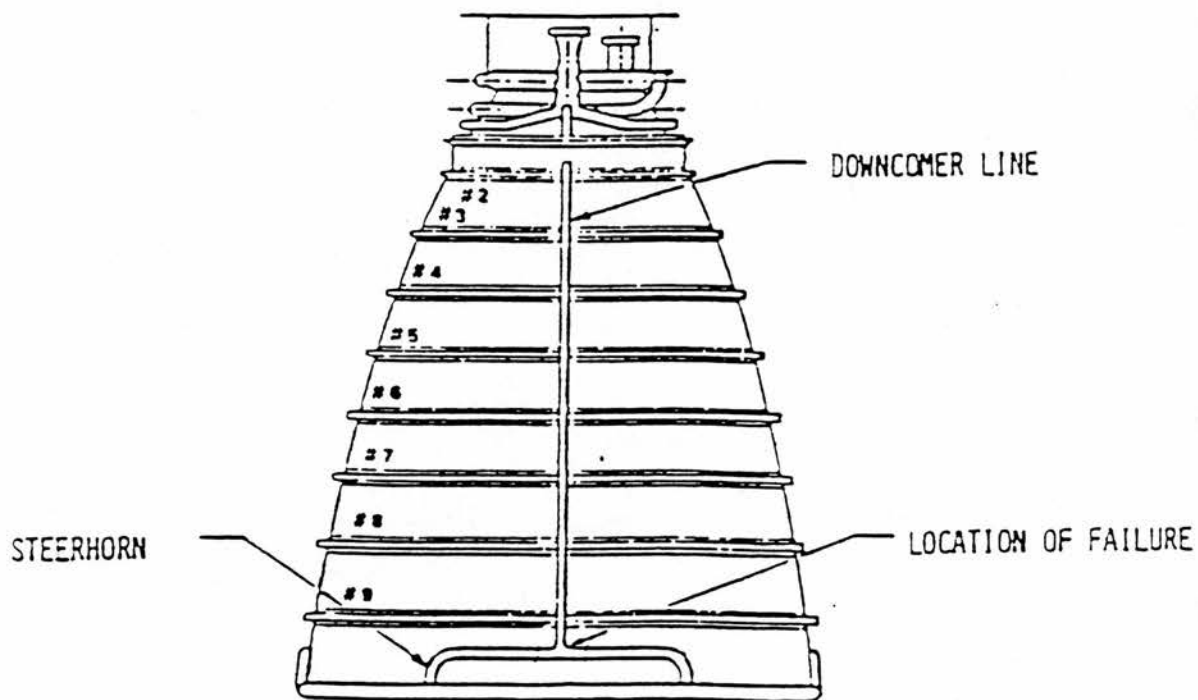 DOWNCOMER LINE
#2
#3
#4
#5
#6
#7
#8
STEERHORN
LOCATION OF FAILURE
#9